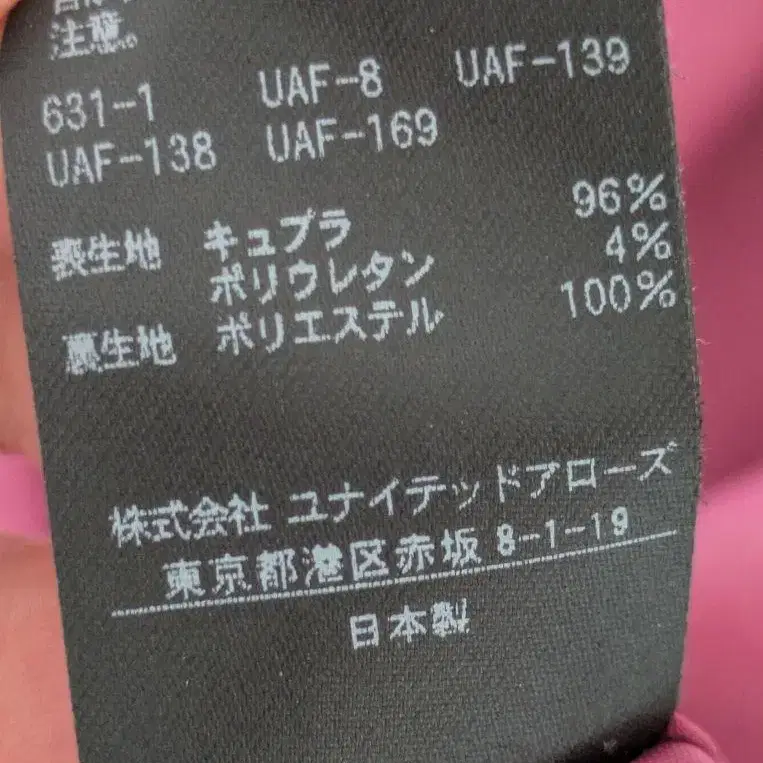 注意。
631-1 UAF-8 UAF-139
UAF-138 UAF-169
表生地 キュプラ 96%
ポリウレタン 4%
裏生地 ポリエステル 100%
株式会社 ユナイテッドアローズ
東京都港区赤坂 8-1-19
日本製